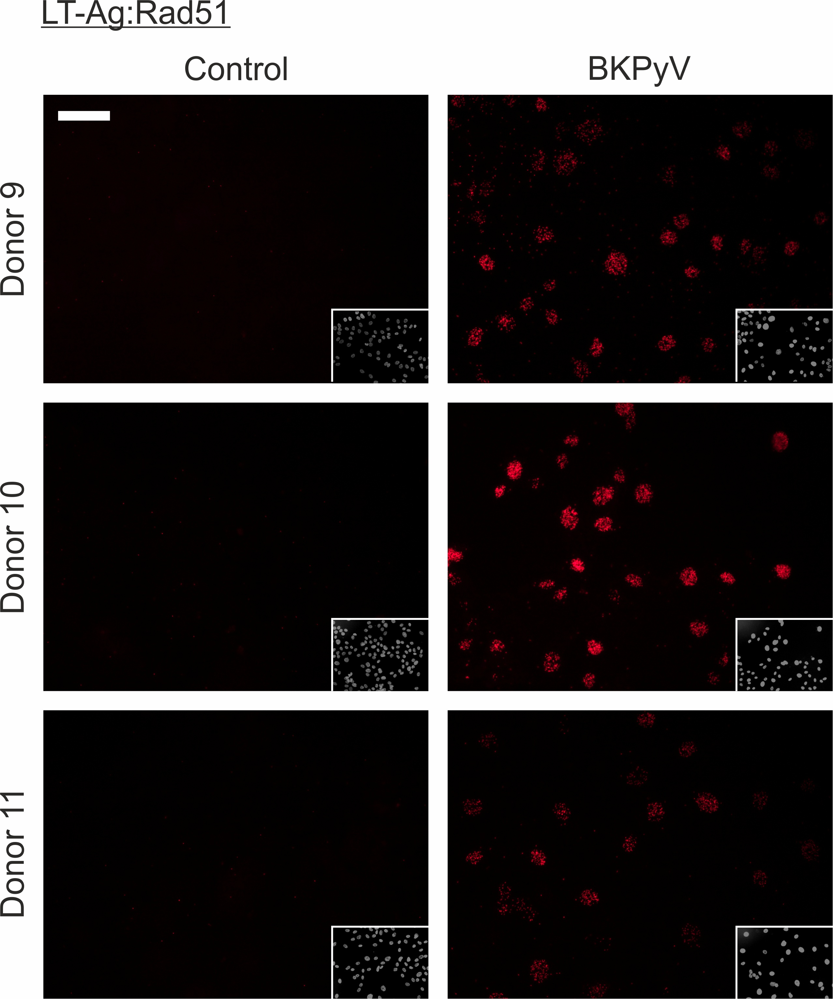 LT-Ag:Rad51
Control
BKPyV
Donor 9
Donor 10
Donor 11